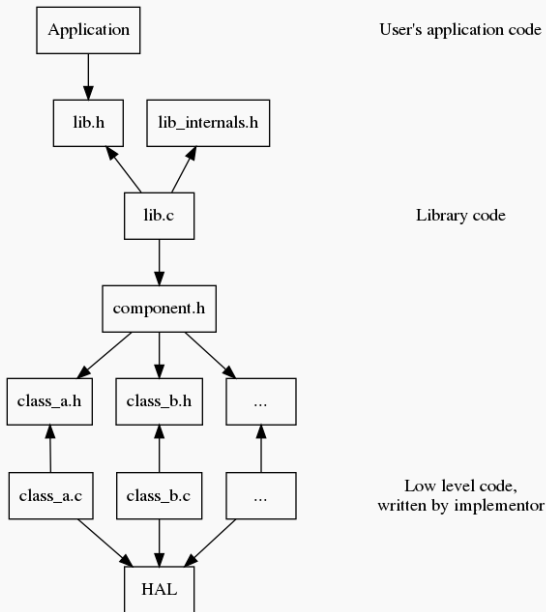 Application
User's application code
lib.h
lib_internals.h
lib.c
Library code
component.h
class_a.h
class_b.h
...
class_a.c
class_b.c
...
Low level code,
written by implementor
HAL